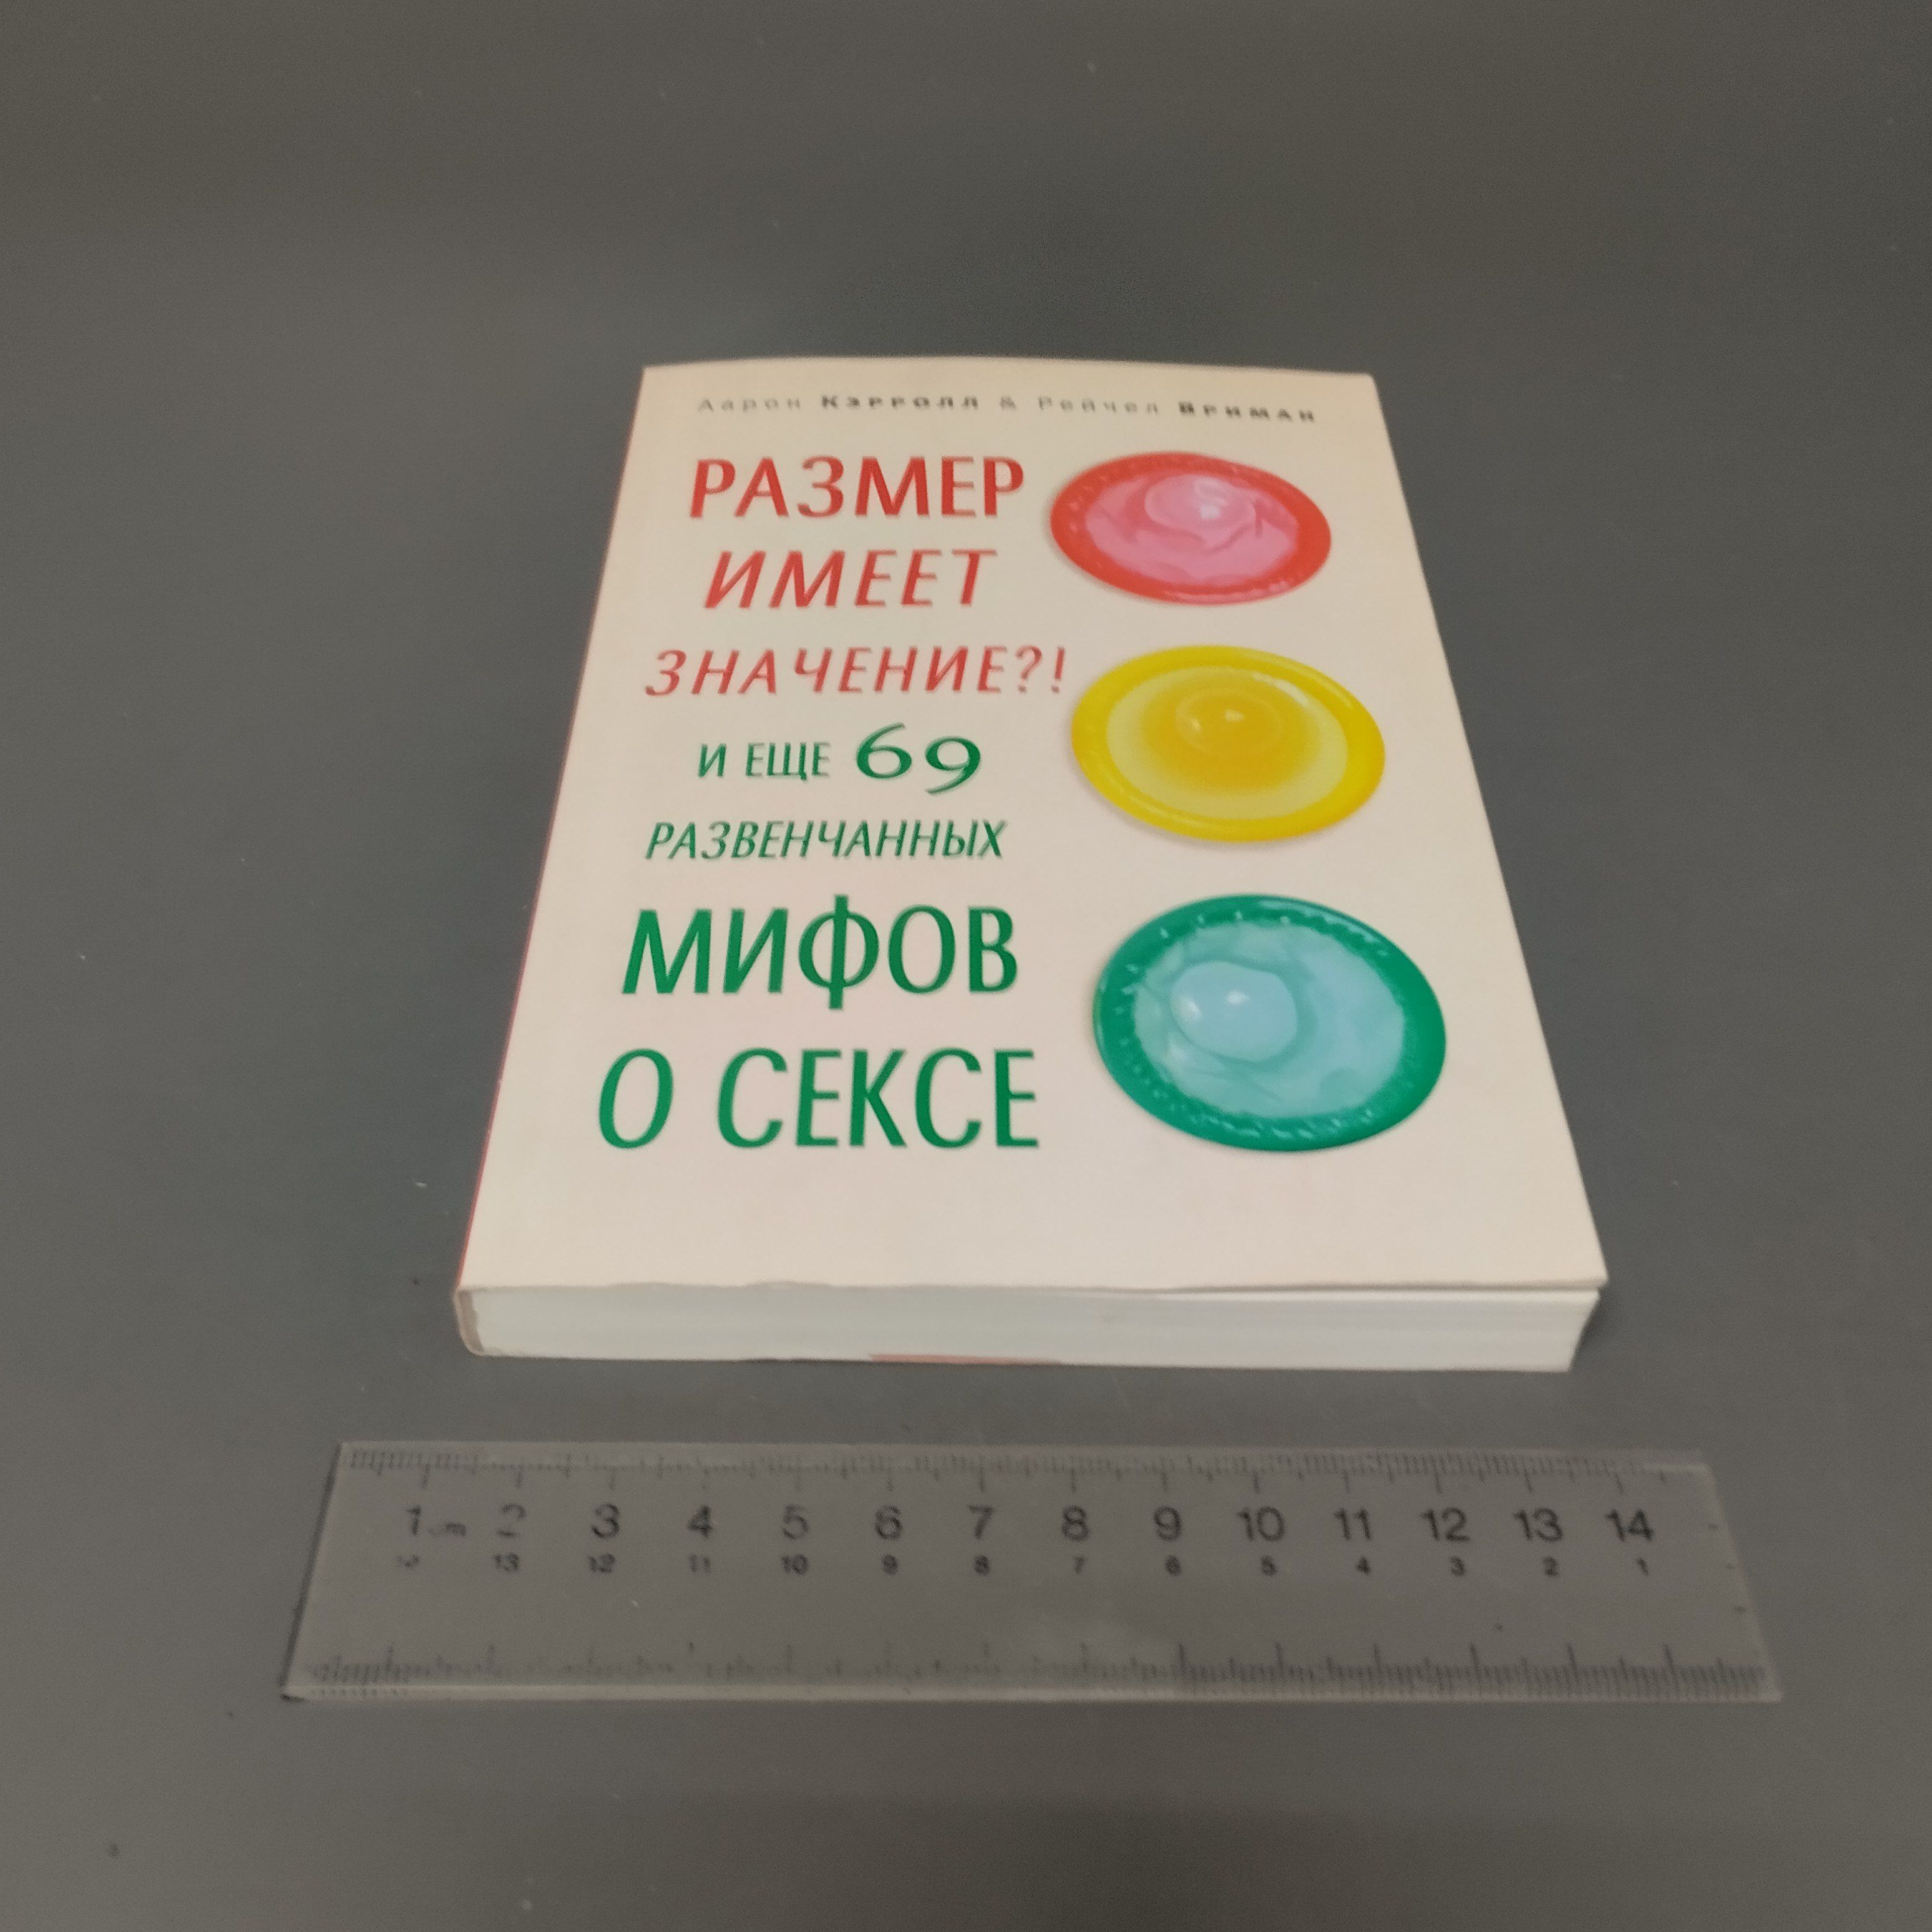 Аарон Кэрролл & Рейчел Вриман
РАЗМЕР
ИМЕЕТ
ЗНАЧЕНИЕ?!
И ЕЩЕ 69
РАЗВЕНЧАННЫХ
МИФОВ
О СЕКСЕ
1 cm 2 3 4 5 6 7 8 9 10 11 12 13 14
13 12 11 10 9 8 7 6 5 4 3 2 1